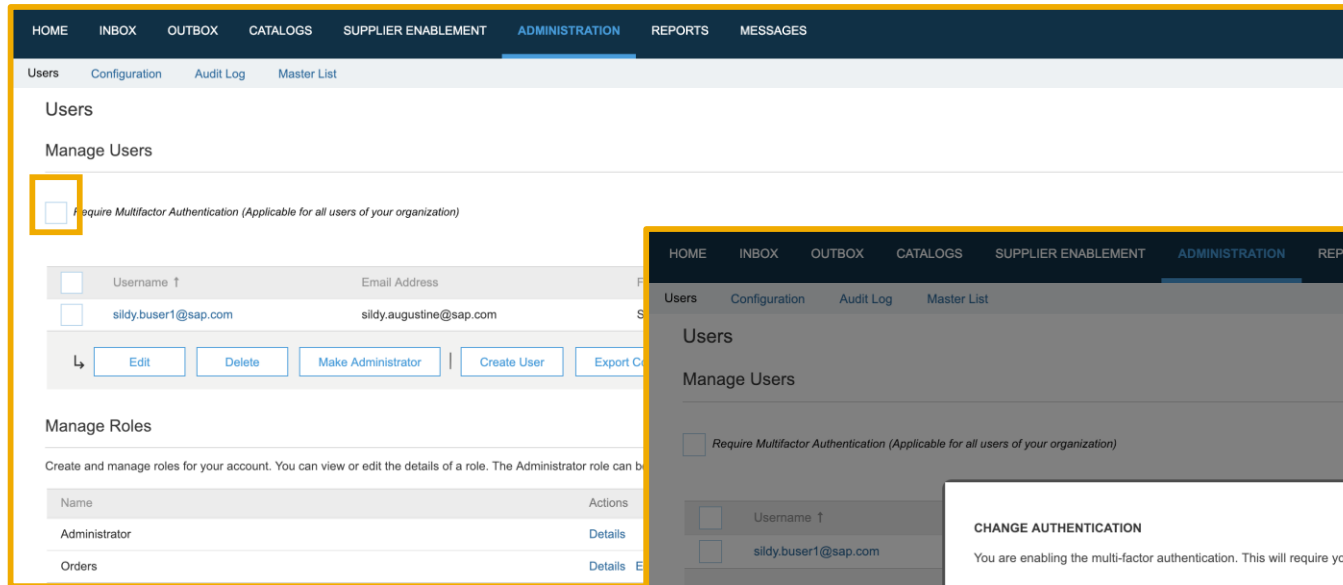 HOME INBOX OUTBOX CATALOGS SUPPLIER ENABLEMENT ADMINISTRATION REPORTS MESSAGES
Users Configuration Audit Log Master List
Users
Manage Users
Require Multifactor Authentication (Applicable for all users of your organization)
Username ↑ Email Address
sildy.buser1@sap.com sildy.augustine@sap.com
Edit Delete Make Administrator | Create User Export
Manage Roles
Create and manage roles for your account. You can view or edit the details of a role. The Administrator role can
Name Actions
Administrator Details
Orders Details
HOME INBOX OUTBOX CATALOGS SUPPLIER ENABLEMENT ADMINISTRATION REP
Users Configuration Audit Log Master List
Users
Manage Users
Require Multifactor Authentication (Applicable for all users of your organization)
Username ↑
sildy.buser1@sap.com
CHANGE AUTHENTICATION
You are enabling the multi-factor authentication. This will require